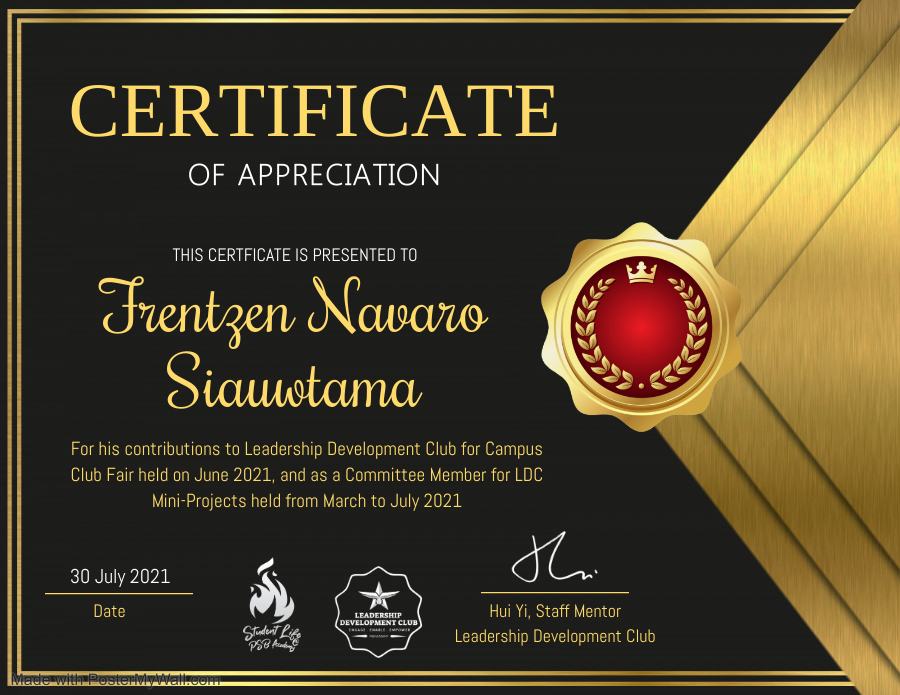 CERTIFICATE
OF APPRECIATION
THIS CERTFICATE IS PRESENTED TO
Frentzen Navaro
Siauwtama
For his contributions to Leadership Development Club for Campus
Club Fair held on June 2021, and as a Committee Member for LDC
Mini-Projects held from March to July 2021
30 July 2021
Date
Student Life
PSB Academy
LEADERSHIP
DEVELOPMENT CLUB
ENGAGE ENABLE EMPOWER
Hui Yi, Staff Mentor
Leadership Development Club
Made with PosterMyWall.com